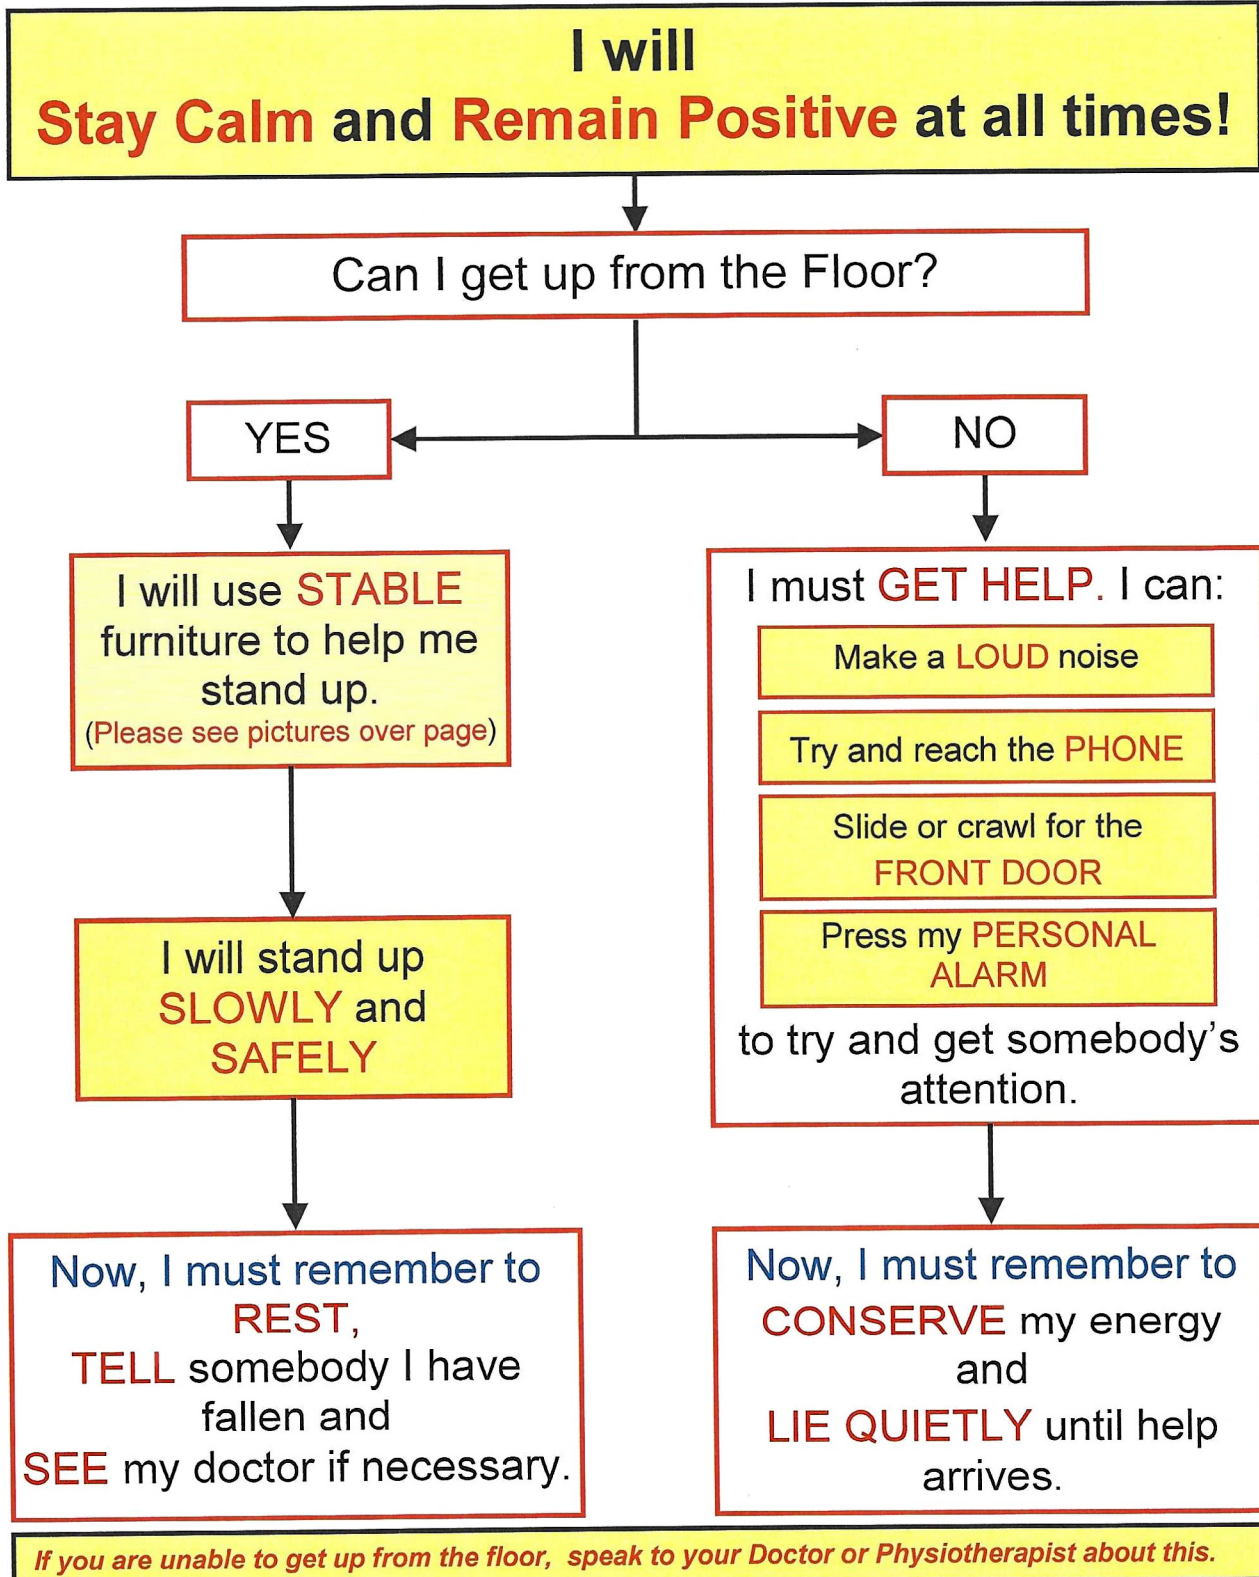 I will
Stay Calm and Remain Positive at all times!
Can I get up from the Floor?
YES
NO
I will use STABLE
furniture to help me
stand up.
(Please see pictures over page)
I will stand up
SLOWLY and
SAFELY
Now, I must remember to
REST,
TELL somebody I have
fallen and
SEE my doctor if necessary.
I must GET HELP. I can:
Make a LOUD noise
Try and reach the PHONE
Slide or crawl for the
FRONT DOOR
Press my PERSONAL
ALARM
to try and get somebody's
attention.
Now, I must remember to
CONSERVE my energy
and
LIE QUIETLY until help
arrives.
If you are unable to get up from the floor, speak to your Doctor or Physiotherapist about this.